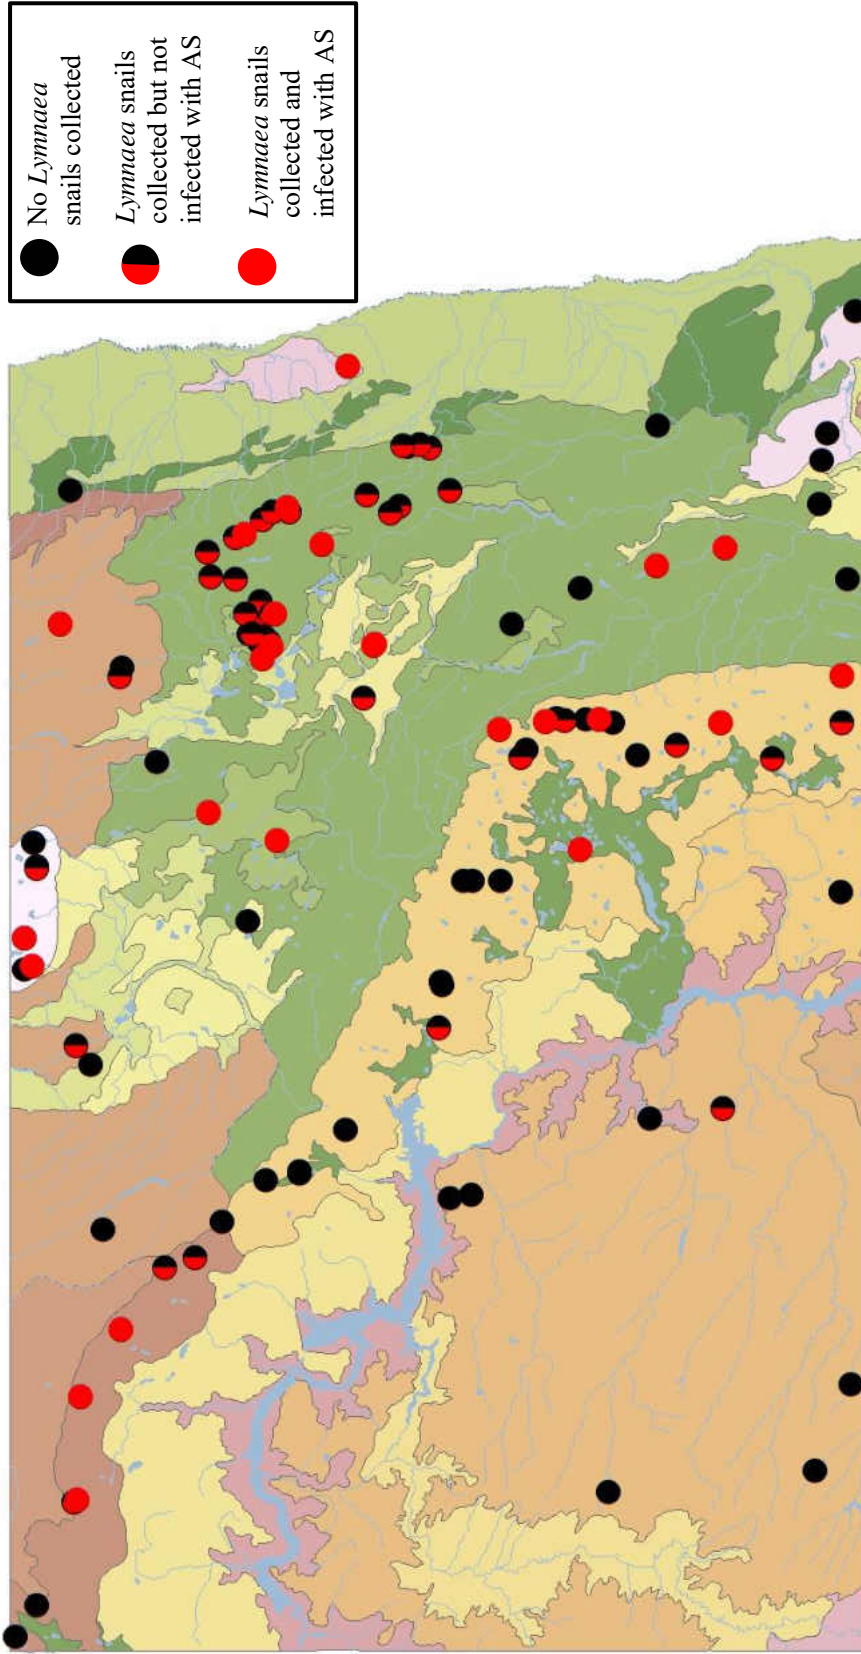 No Lymnaea
snails collected
Lymnaea snails
collected but not
infected with AS
Lymnaea snails
collected and
infected with AS